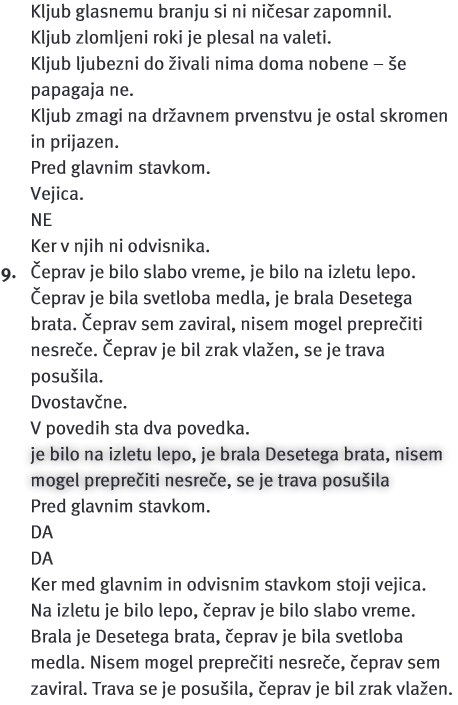 Kljub glasnemu branju si ni ničesar zapomnil.
Kljub zlomljeni roki je plesal na valeti.
Kljub ljubezni do živali nima doma nobene – še
papagaja ne.
Kljub zmagi na državnem prvenstvu je ostal skromen
in prijazen.
Pred glavnim stavkom.
Vejica.
NE
Ker v njih ni odvisnika.
9. Čeprav je bilo slabo vreme, je bilo na izletu lepo.
Čeprav je bila svetloba medla, je brala Desetega
brata. Čeprav sem zaviral, nisem mogel preprečiti
nesreče. Čeprav je bil zrak vlažen, se je trava
posušila.
Dvostavčne.
V povedih sta dva povedka.
je bilo na izletu lepo, je brala Desetega brata, nisem
mogel preprečiti nesreče, se je trava posušila
Pred glavnim stavkom.
DA
DA
Ker med glavnim in odvisnim stavkom stoji vejica.
Na izletu je bilo lepo, čeprav je bilo slabo vreme.
Brala je Desetega brata, čeprav je bila svetloba
medla. Nisem mogel preprečiti nesreče, čeprav sem
zaviral. Trava se je posušila, čeprav je bil zrak vlažen.